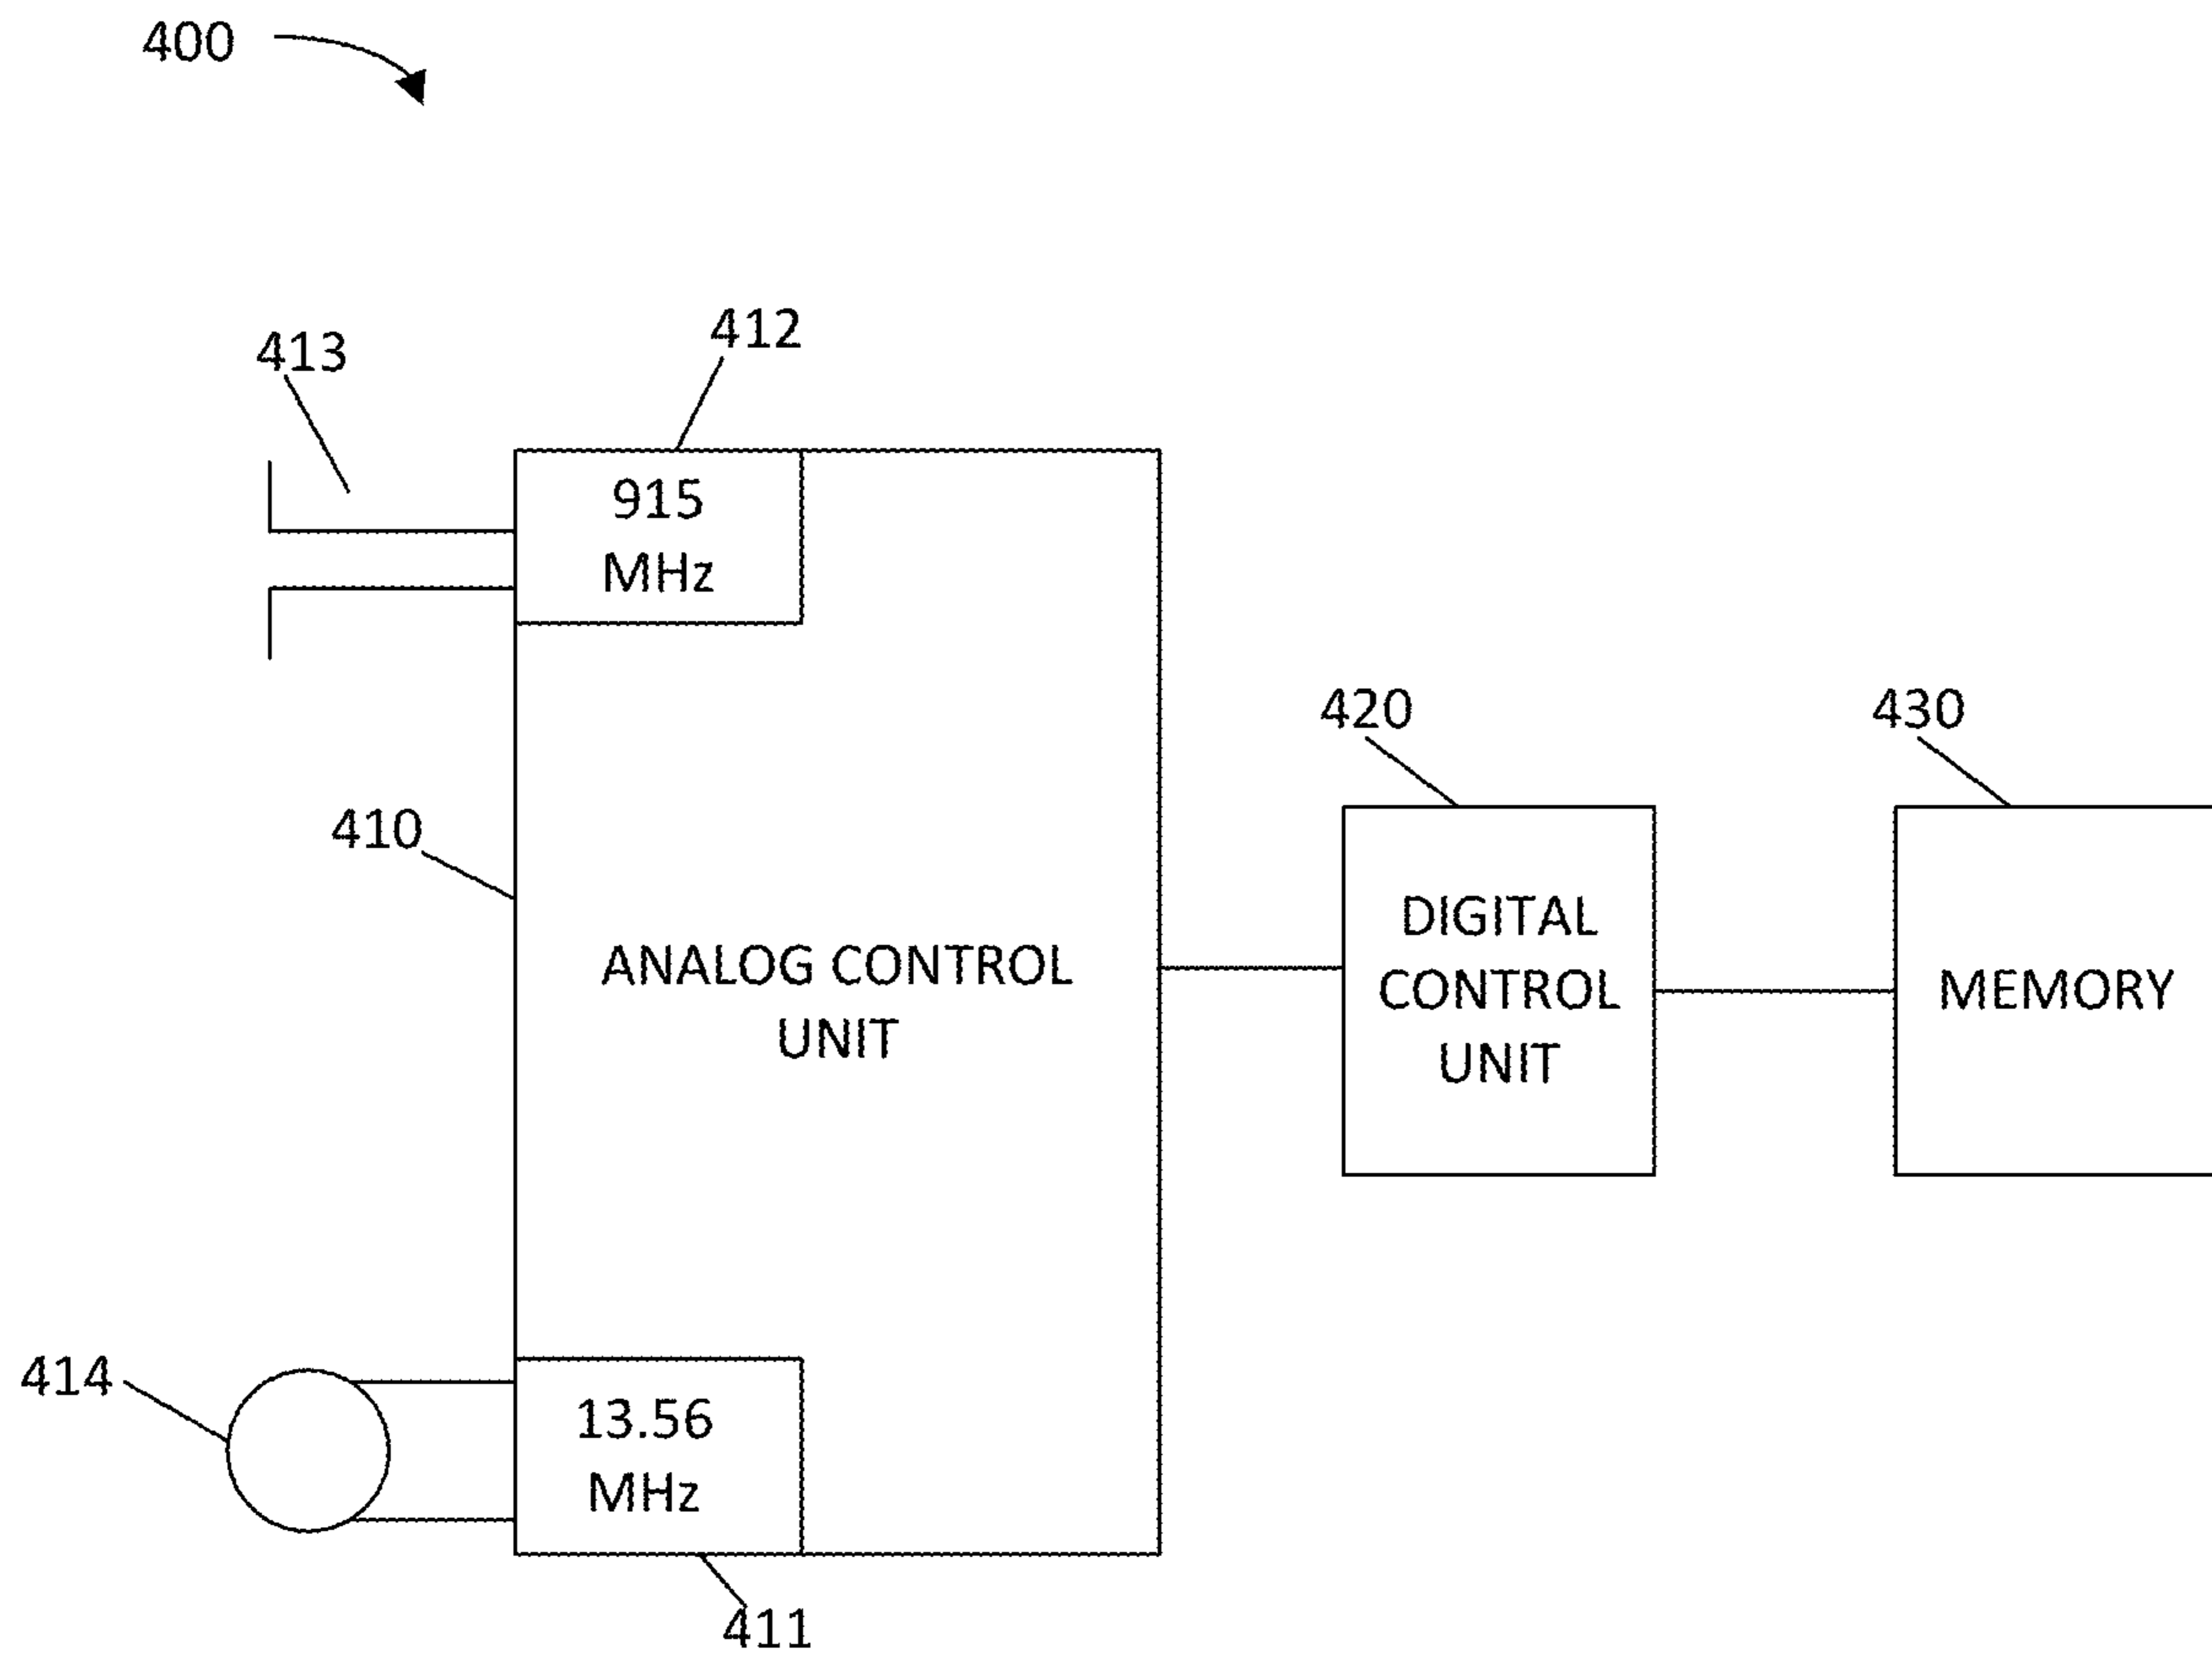 400
412
413
915
MHz
420
430
410
DIGITAL
CONTROL
UNIT
ANALOG CONTROL
UNIT
MEMORY
414
13.56
MHz
411